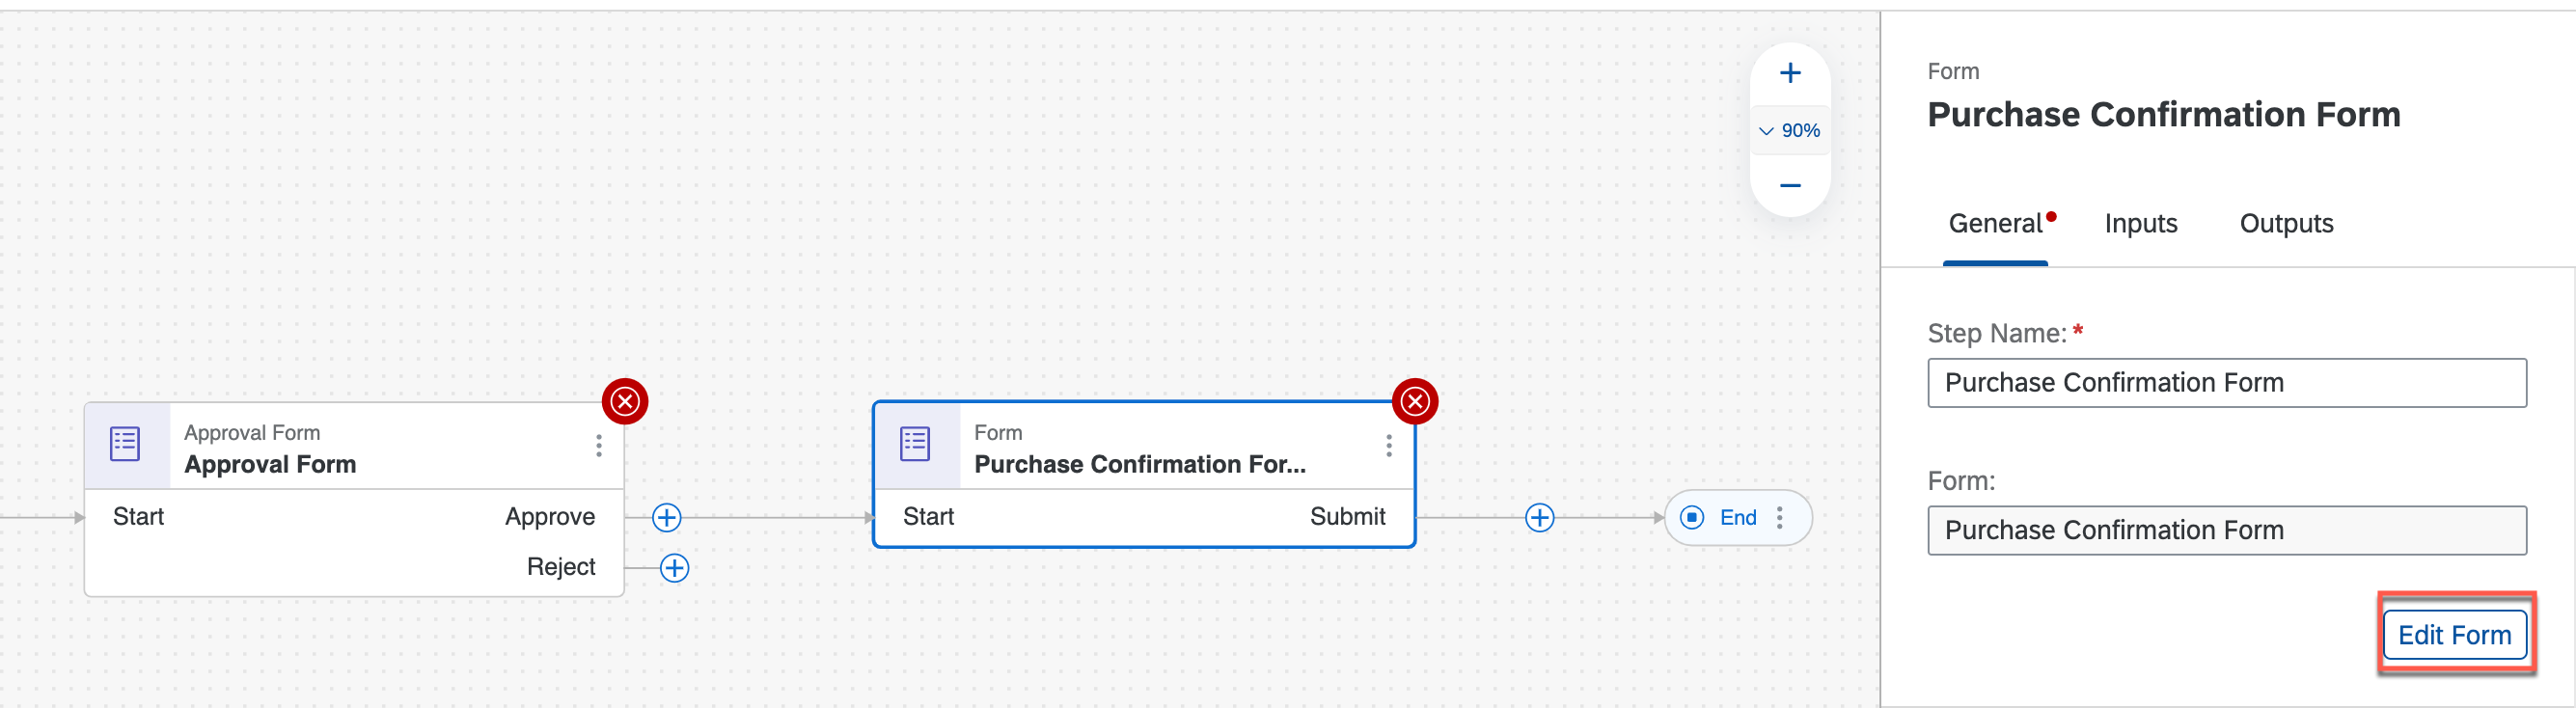 Approval Form
Approval Form
Start
Approve
Reject
Form
Purchase Confirmation For...
Start
Submit
End
90%
Form
Purchase Confirmation Form
General
Inputs
Outputs
Step Name: *
Purchase Confirmation Form
Form:
Purchase Confirmation Form
Edit Form